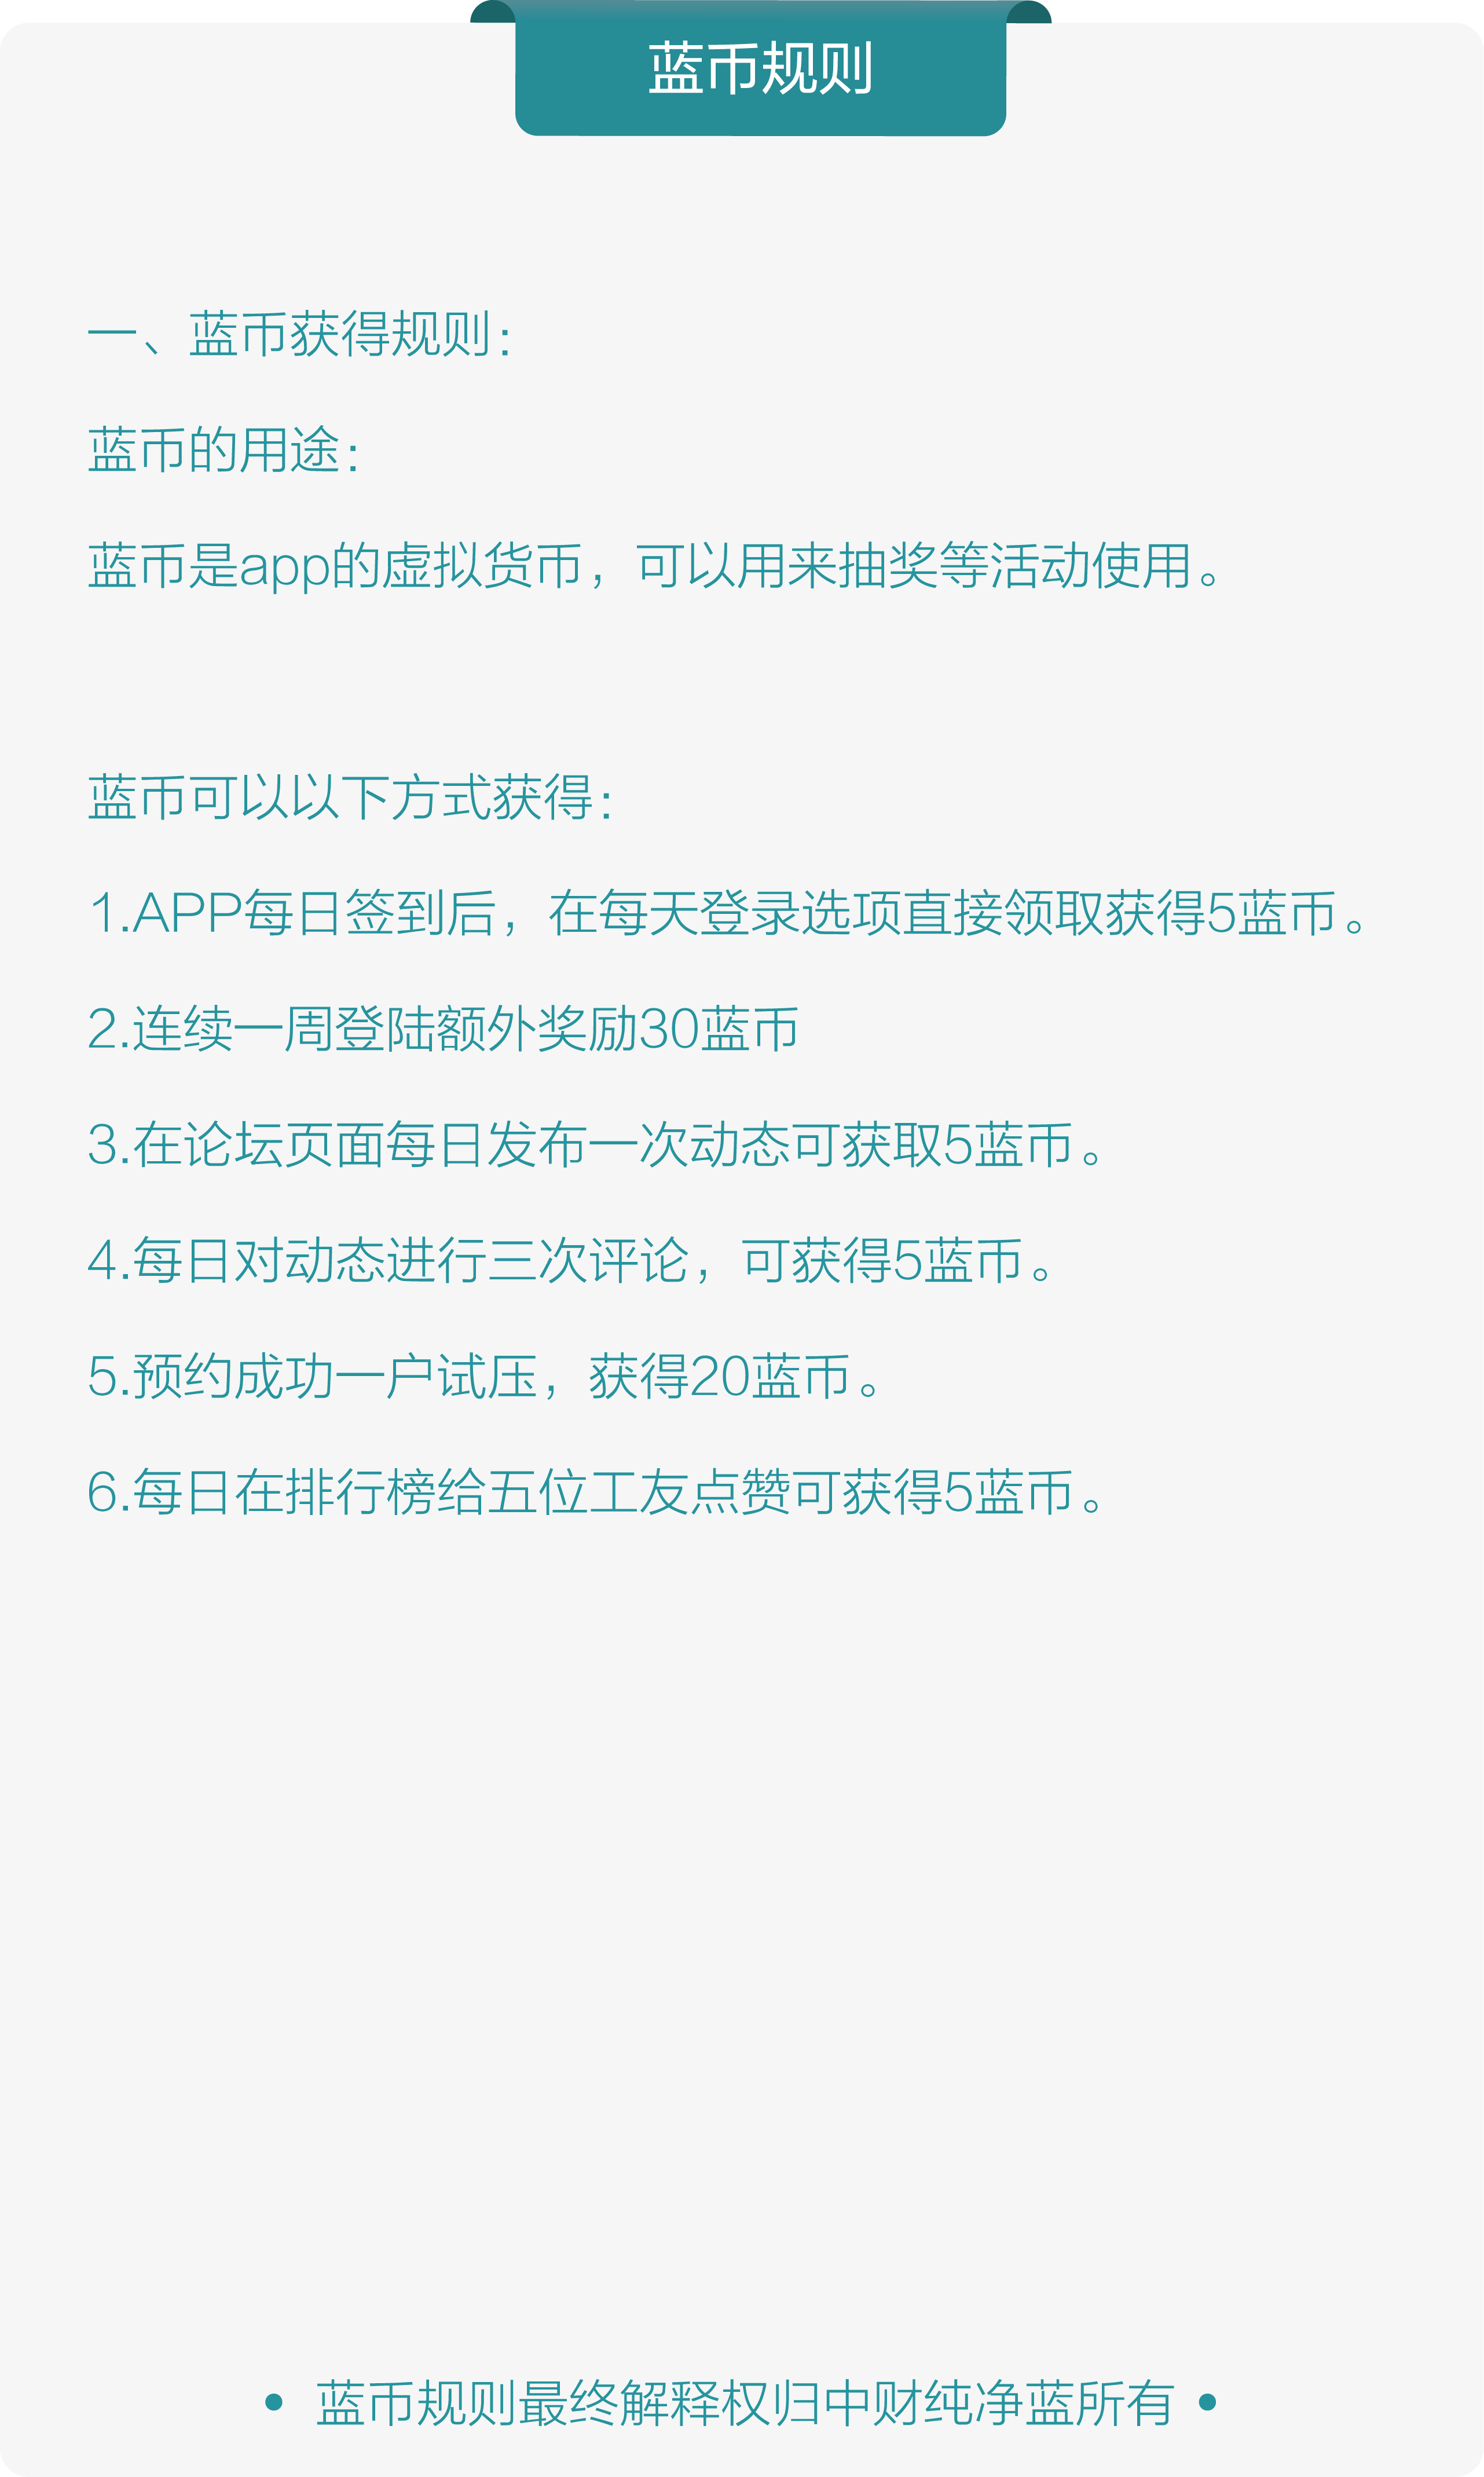 蓝币规则
一、蓝币获得规则：
蓝币的用途：
蓝币是app的虚拟货币，可以用来抽奖等活动使用。
蓝币可以以下方式获得：
1.APP每日签到后，在每天登录选项直接领取获得5蓝币。
2.连续一周登陆额外奖励30蓝币
3.在论坛页面每日发布一次动态可获取5蓝币。
4.每日对动态进行三次评论，可获得5蓝币。
5.预约成功一户试压，获得20蓝币。
6.每日在排行榜给五位工友点赞可获得5蓝币。
• 蓝币规则最终解释权归中财纯净蓝所有 •